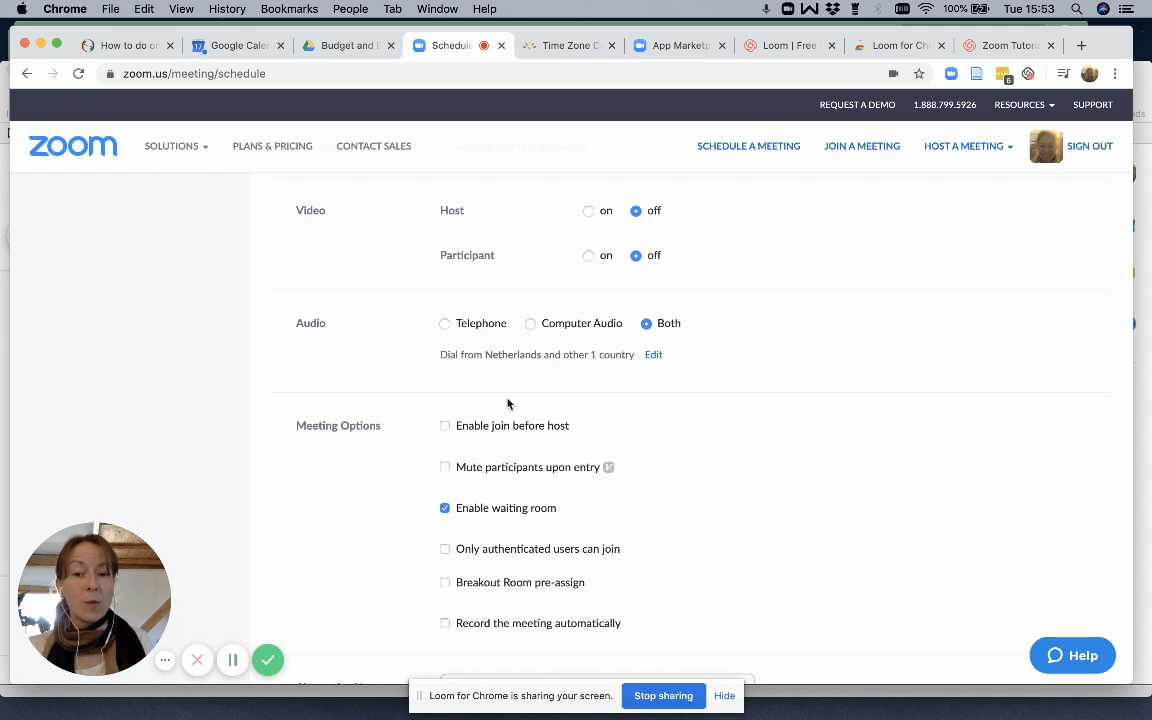 Chrome File Edit View History Bookmarks People Tab Window Help 100% Tue 15:53
How to do on Google Cale Budget and E Schedule Time Zone C App Marketp Loom | Free Loom for Chr Zoom Tutori
zoom.us/meeting/schedule
6
REQUEST A DEMO 1.888.799.5926 RESOURCES SUPPORT
zoom SOLUTIONS PLANS & PRICING CONTACT SALES SCHEDULE A MEETING JOIN A MEETING HOST A MEETING SIGN OUT
Video Host on off
Participant on off
Audio Telephone Computer Audio Both
Dial from Netherlands and other 1 country Edit
Meeting Options Enable join before host
Mute participants upon entry
Enable waiting room
Only authenticated users can join
Breakout Room pre-assign
Record the meeting automatically
Help
Loom for Chrome is sharing your screen. Stop sharing Hide